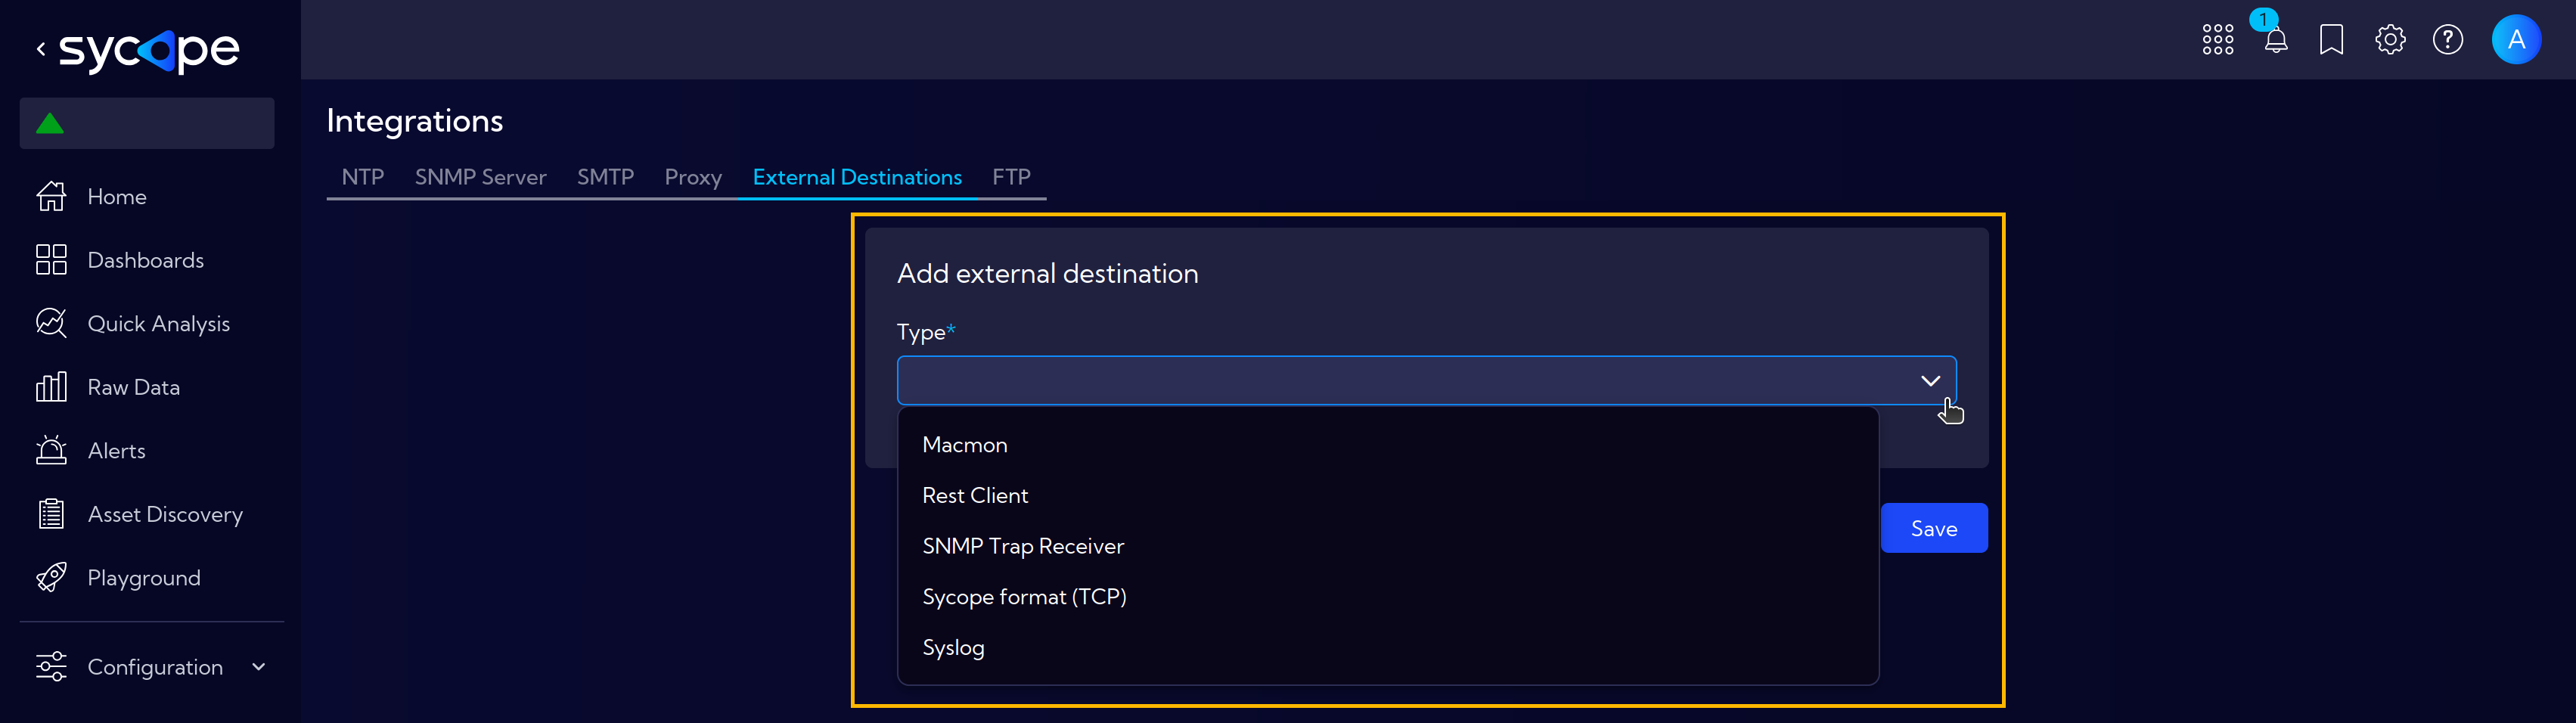 sycope
1
A
Integrations
NTP SNMP Server SMTP Proxy External Destinations FTP
Home
Dashboards
Quick Analysis
Raw Data
Alerts
Asset Discovery
Playground
Configuration
Add external destination
Type*
Macmon
Rest Client
SNMP Trap Receiver
Sycope format (TCP)
Syslog
Save